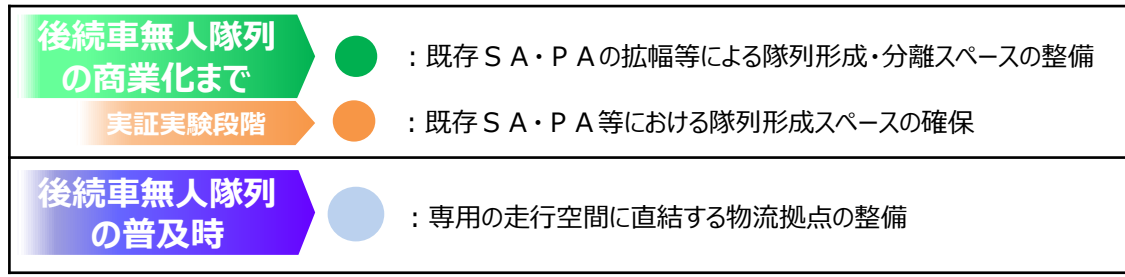 後続車無人隊列
の商業化まで
：既存ＳＡ・ＰＡの拡幅等による隊列形成・分離スペースの整備
実証実験段階
：既存ＳＡ・ＰＡ等における隊列形成スペースの確保
後続車無人隊列
の普及時
：専用の走行空間に直結する物流拠点の整備